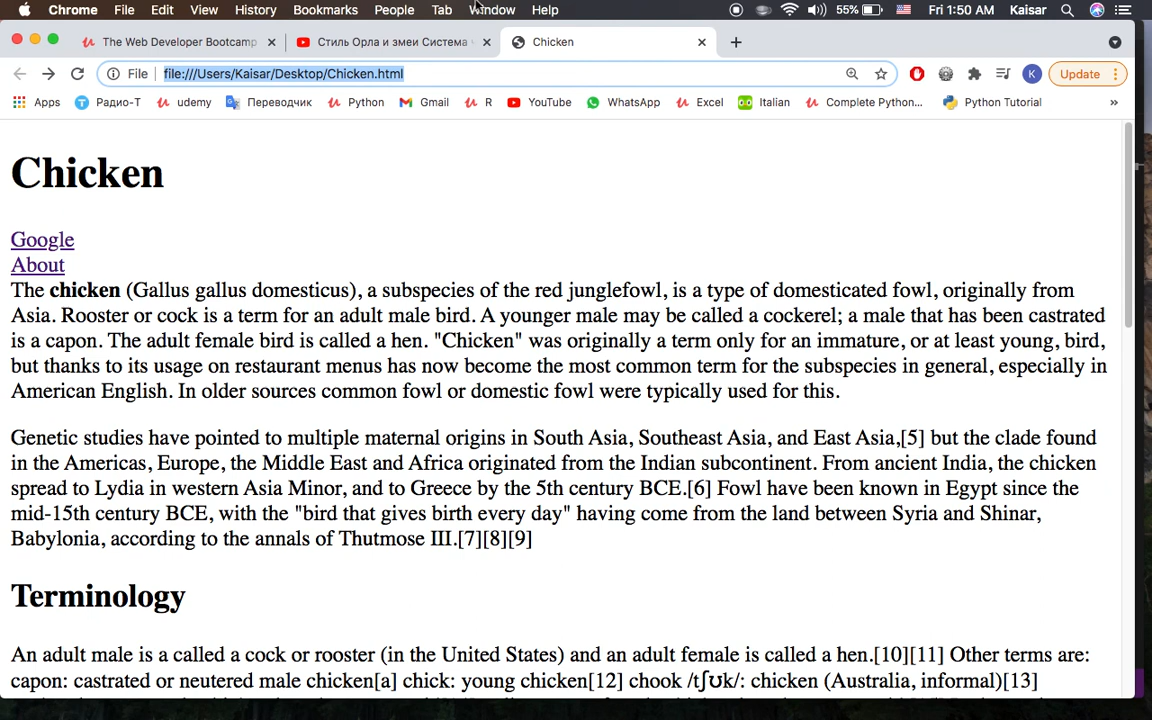 Chrome File Edit View History Bookmarks People Tab Window Help 55% Fri 1:50 AM Kaisar
The Web Developer Bootcamp Стиль Орла и змеи Система Chicken
File file:///Users/Kaisar/Desktop/Chicken.html K Update
Apps Радио-Т udemy Переводчик Python Gmail R YouTube WhatsApp Excel Italian Complete Python... Python Tutorial »
Chicken
Google
About
The chicken (Gallus gallus domesticus), a subspecies of the red junglefowl, is a type of domesticated fowl, originally from
Asia. Rooster or cock is a term for an adult male bird. A younger male may be called a cockerel; a male that has been castrated
is a capon. The adult female bird is called a hen. "Chicken" was originally a term only for an immature, or at least young, bird,
but thanks to its usage on restaurant menus has now become the most common term for the subspecies in general, especially in
American English. In older sources common fowl or domestic fowl were typically used for this.
Genetic studies have pointed to multiple maternal origins in South Asia, Southeast Asia, and East Asia,[5] but the clade found
in the Americas, Europe, the Middle East and Africa originated from the Indian subcontinent. From ancient India, the chicken
spread to Lydia in western Asia Minor, and to Greece by the 5th century BCE.[6] Fowl have been known in Egypt since the
mid-15th century BCE, with the "bird that gives birth every day" having come from the land between Syria and Shinar,
Babylonia, according to the annals of Thutmose III.[7][8][9]
Terminology
An adult male is a called a cock or rooster (in the United States) and an adult female is called a hen.[10][11] Other terms are:
capon: castrated or neutered male chicken[a] chick: young chicken[12] chook /tʃʊk/: chicken (Australia, informal)[13]